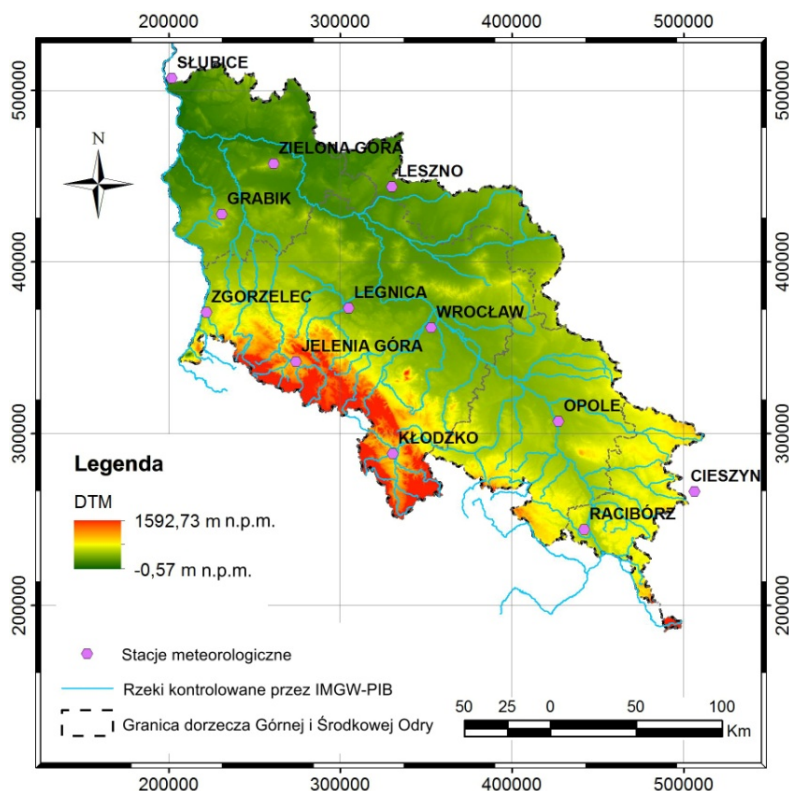 200000 300000 400000 500000
SŁUBICE
500000 500000
N
ZIELONA GÓRA
LESZNO
GRABIK
400000 400000
ZGORZELEC
LEGNICA
WROCŁAW
JELENIA GÓRA
OPOLE
300000 300000
KŁODZKO
Legenda
CIESZYN
DTM
RACIBÓRZ
1592,73 m n.p.m.
-0,57 m n.p.m.
200000 200000
Stacje meteorologiczne
Rzeki kontrolowane przez IMGW-PIB
Granica dorzecza Górnej i Środkowej Odry
50 25 0 50 100
Km
200000 300000 400000 500000